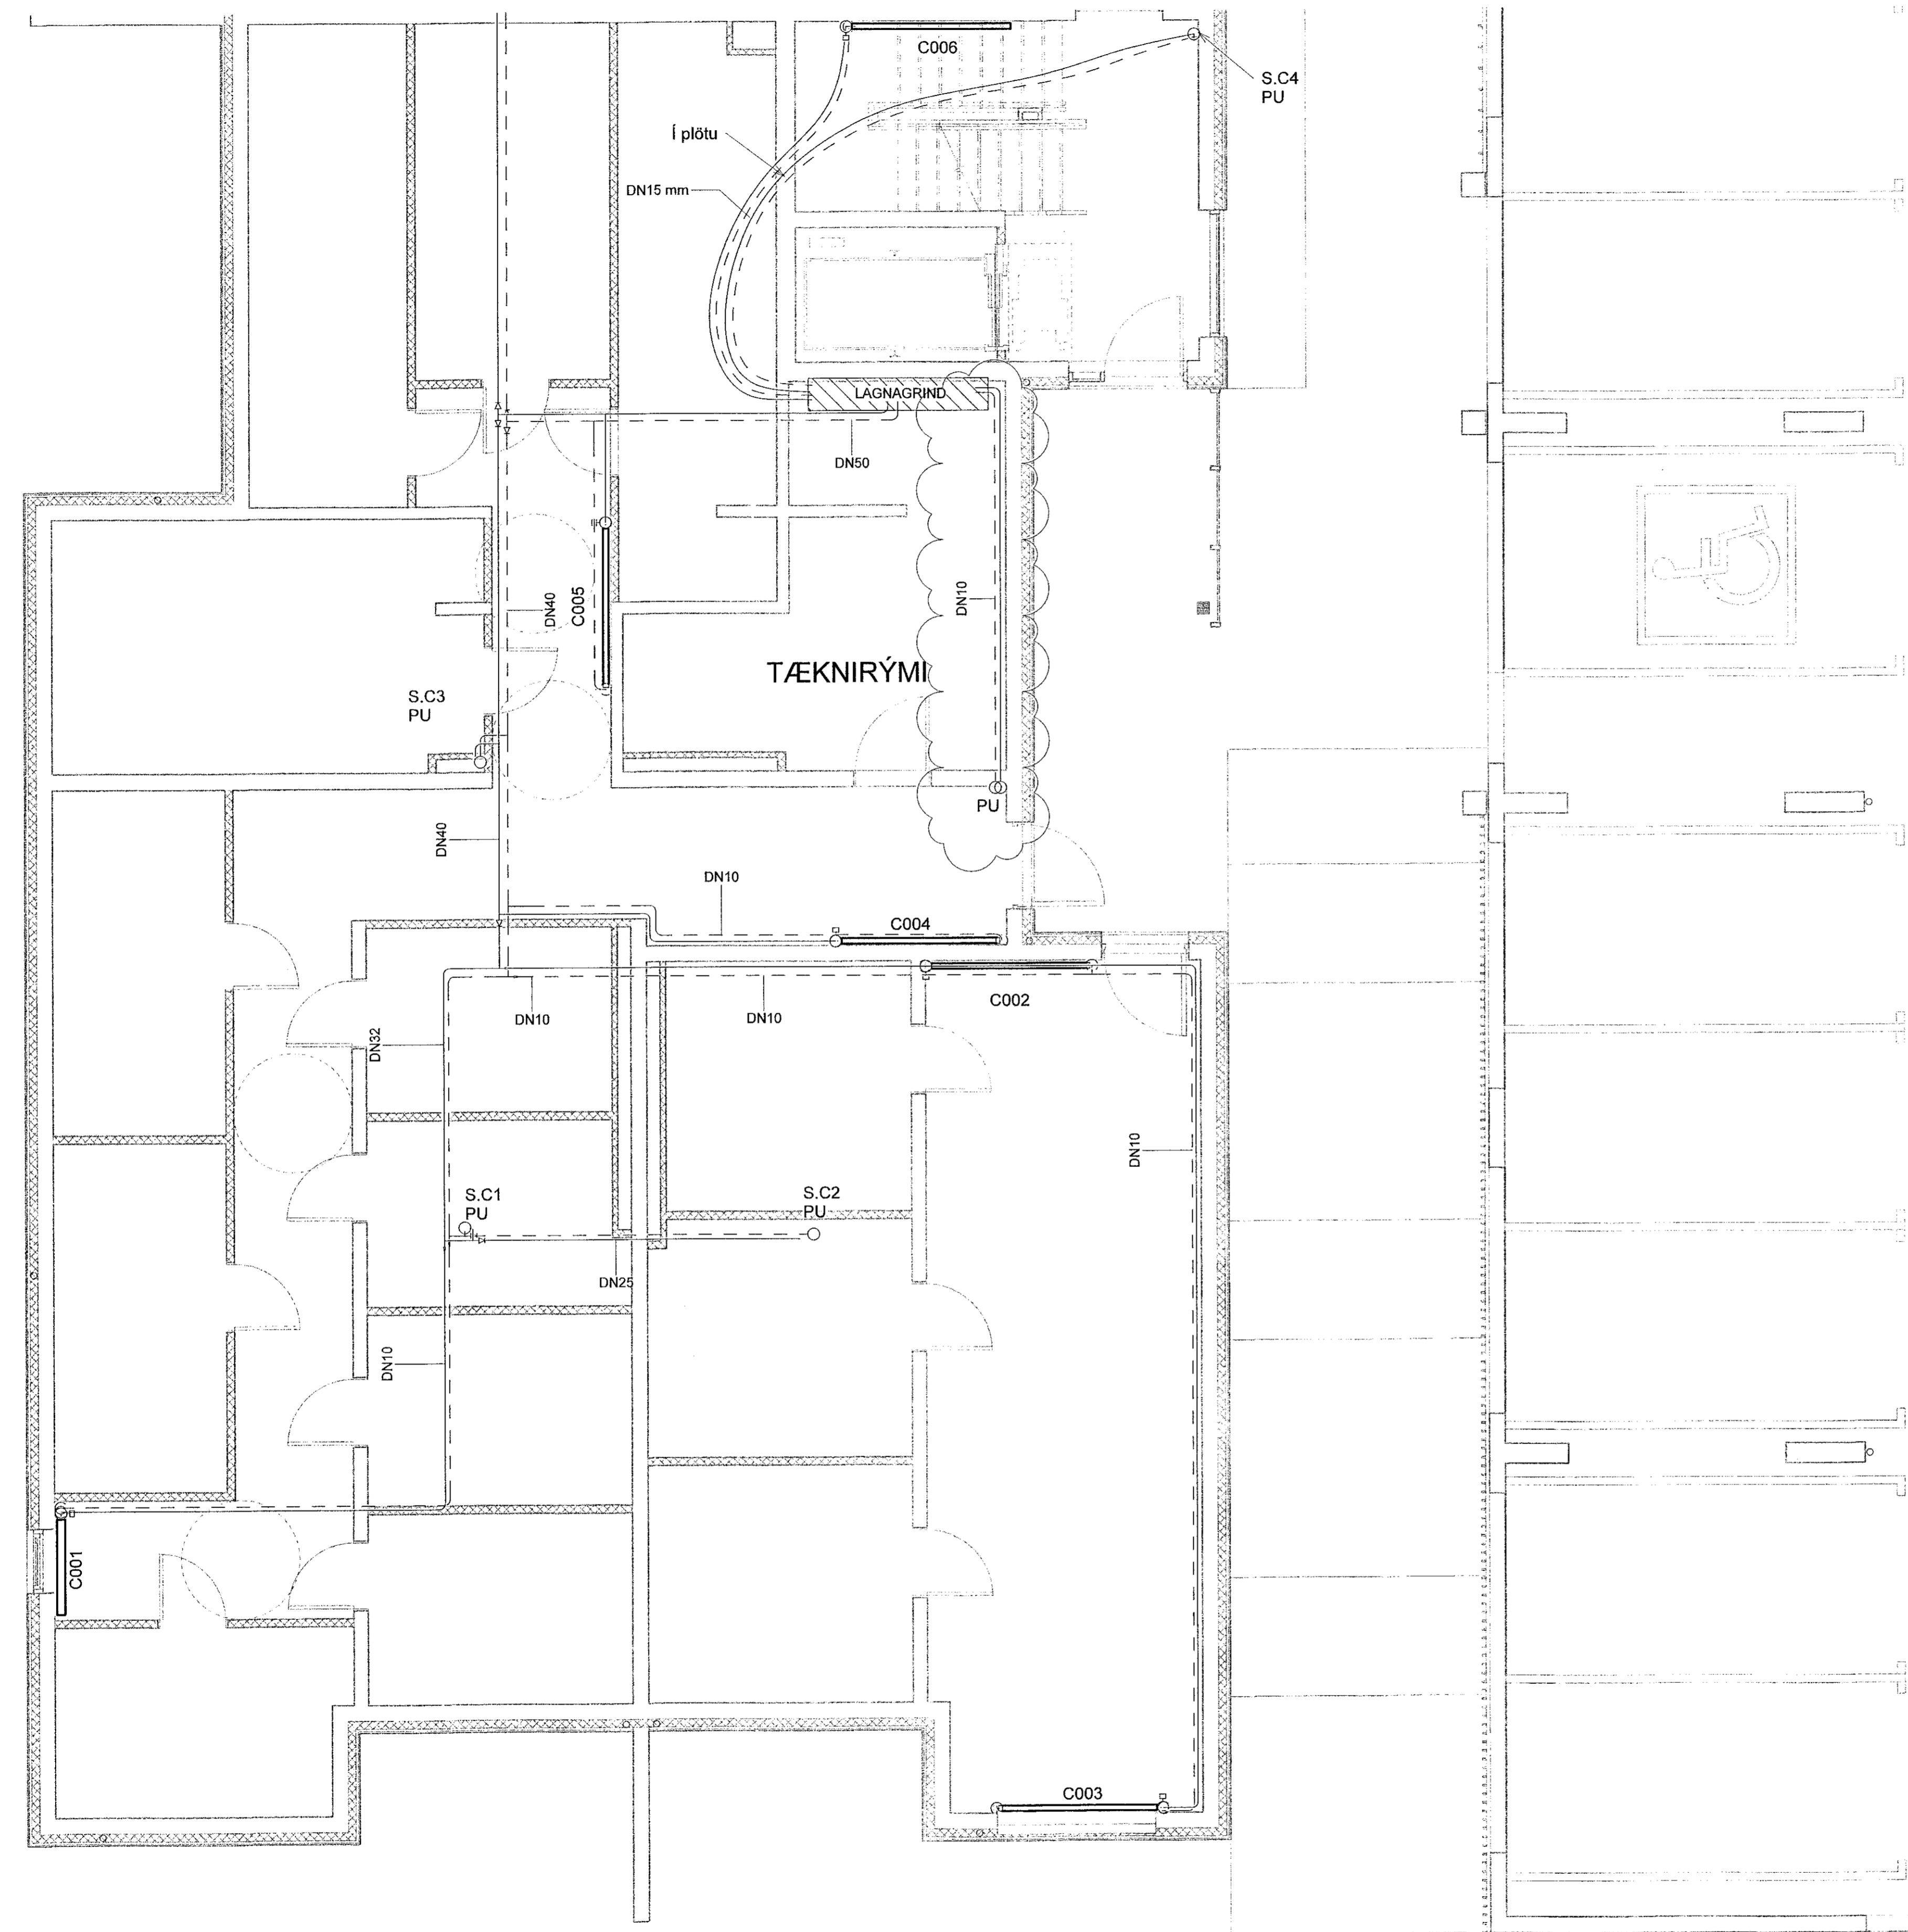 C006
S.C4
PU
Í plötu
DN15 mm
LAGNAGRIND
DN50
DN40
C005
DN10
TÆKNIRÝMI
S.C3
PU
PU
DN40
DN10
C004
C002
DN10
DN10
DN32
DN10
S.C1
PU
S.C2
PU
DN25
DN10
C001
C003